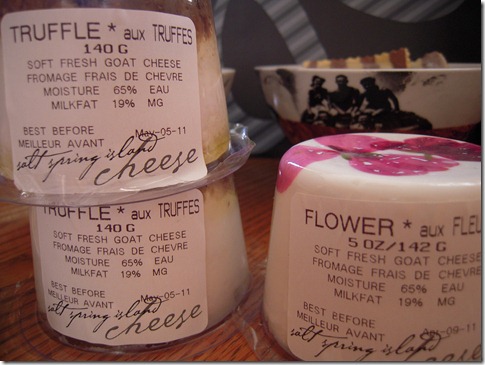 TRUFFLE * aux TRUFFES
140 G
SOFT FRESH GOAT CHEESE
FROMAGE FRAIS DE CHEVRE
MOISTURE 65% EAU
MILKFAT 19% MG
BEST BEFORE
MEILLEUR AVANT May-05-11
salt spring island
cheese
TRUFFLE * aux TRUFFES
140 G
SOFT FRESH GOAT CHEESE
FROMAGE FRAIS DE CHEVRE
MOISTURE 65% EAU
MILKFAT 19% MG
BEST BEFORE
MEILLEUR AVANT May-05-11
salt spring island
cheese
FLOWER * aux FLEU
5 OZ/142 G
SOFT FRESH GOAT CHEESE
FROMAGE FRAIS DE CHEVRE
MOISTURE 65% EAU
MILKFAT 19% MG
BEST BEFORE
MEILLEUR AVANT Apr-09-11
salt spring island
cheese